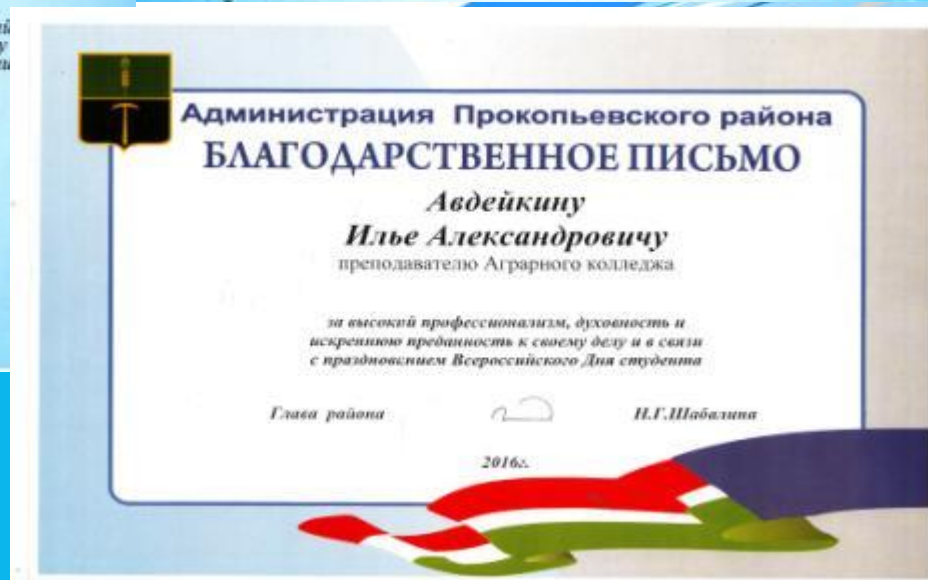 Администрация Прокопьевского района
БЛАГОДАРСТВЕННОЕ ПИСЬМО
Авдейкину
Илье Александровичу
преподавателю Аграрного колледжа
за высокий профессионализм, духовность и
искреннюю преданность к своему делу и в связи
с празднованием Всероссийского Дня студента
Глава района Н.Г.Шабалина
2016г.